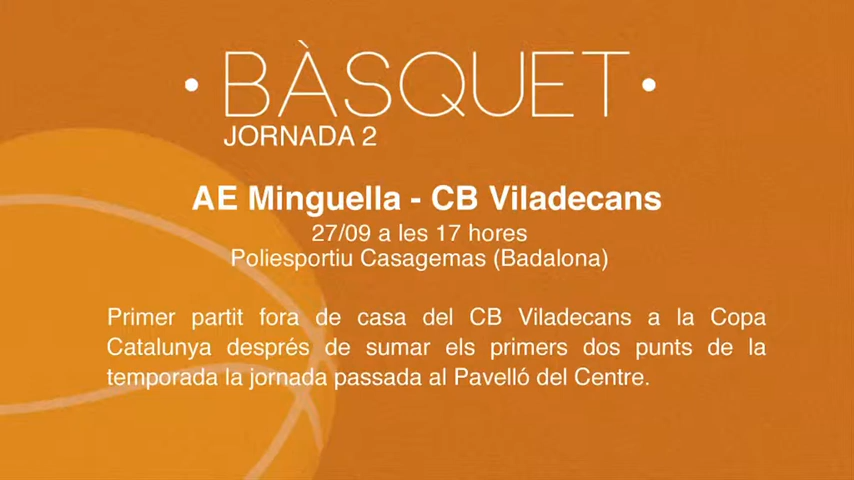 • BÀSQUET •
JORNADA 2
AE Minguella - CB Viladecans
27/09 a les 17 hores
Poliesportiu Casagemas (Badalona)
Primer partit fora de casa del CB Viladecans a la Copa
Catalunya després de sumar els primers dos punts de la
temporada la jornada passada al Pavelló del Centre.